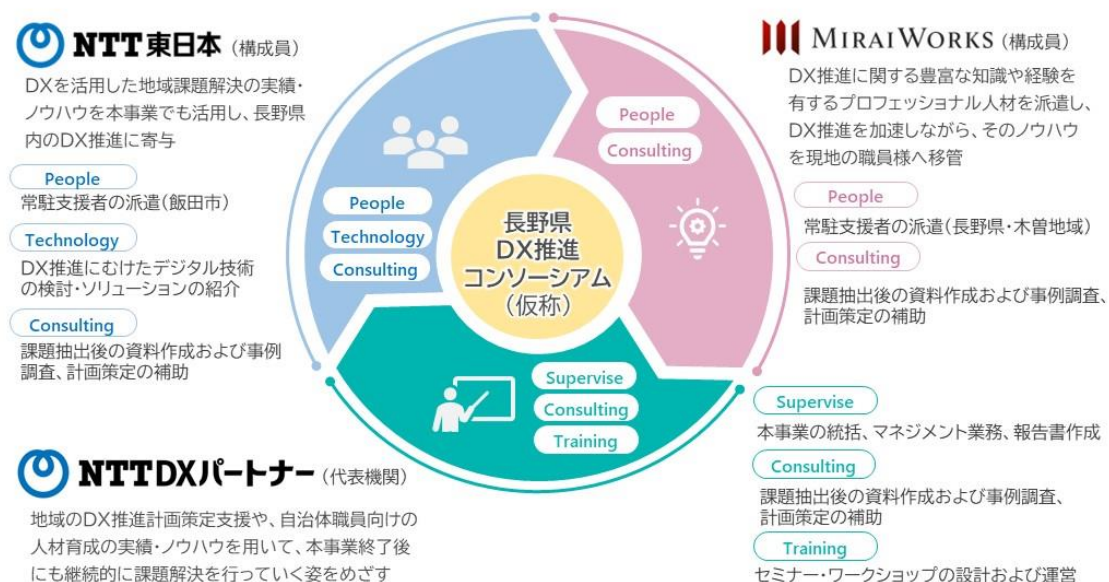 NTT東日本（構成員）
DXを活用した地域課題解決の実績・
ノウハウを本事業でも活用し、長野県
内のDX推進に寄与
People
常駐支援者の派遣（飯田市）
Technology
DX推進にむけたデジタル技術
の検討・ソリューションの紹介
Consulting
課題抽出後の資料作成および事例
調査、計画策定の補助
People
Technology
Consulting
People
Consulting
長野県
DX推進
コンソーシアム
（仮称）
Supervise
Consulting
Training
MIRAIWORKS（構成員）
DX推進に関する豊富な知識や経験を
有するプロフェッショナル人材を派遣し、
DX推進を加速しながら、そのノウハウ
を現地の職員様へ移管
People
常駐支援者の派遣（長野県・木曽地域）
Consulting
課題抽出後の資料作成および事例調査、
計画策定の補助
NTTDXパートナー（代表機関）
地域のDX推進計画策定支援や、自治体職員向けの
人材育成の実績・ノウハウを用いて、本事業終了後
にも継続的に課題解決を行っていく姿をめざす
Supervise
本事業の統括、マネジメント業務、報告書作成
Consulting
課題抽出後の資料作成および事例調査、
計画策定の補助
Training
セミナー・ワークショップの設計および運営